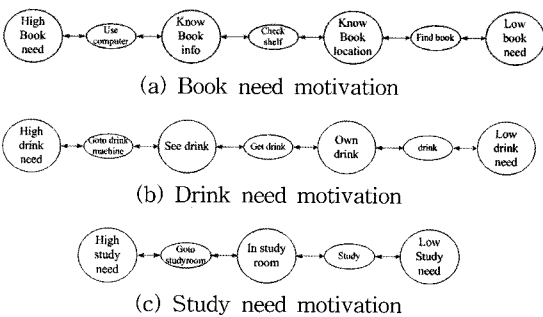 High Book need
Use computer
Know Book info
Check shelf
Know Book location
Find book
Low book need
(a) Book need motivation
High drink need
Goto drink machine
See drink
Get drink
Own drink
drink
Low drink need
(b) Drink need motivation
High study need
Goto studyroom
In study room
Study
Low Study need
(c) Study need motivation